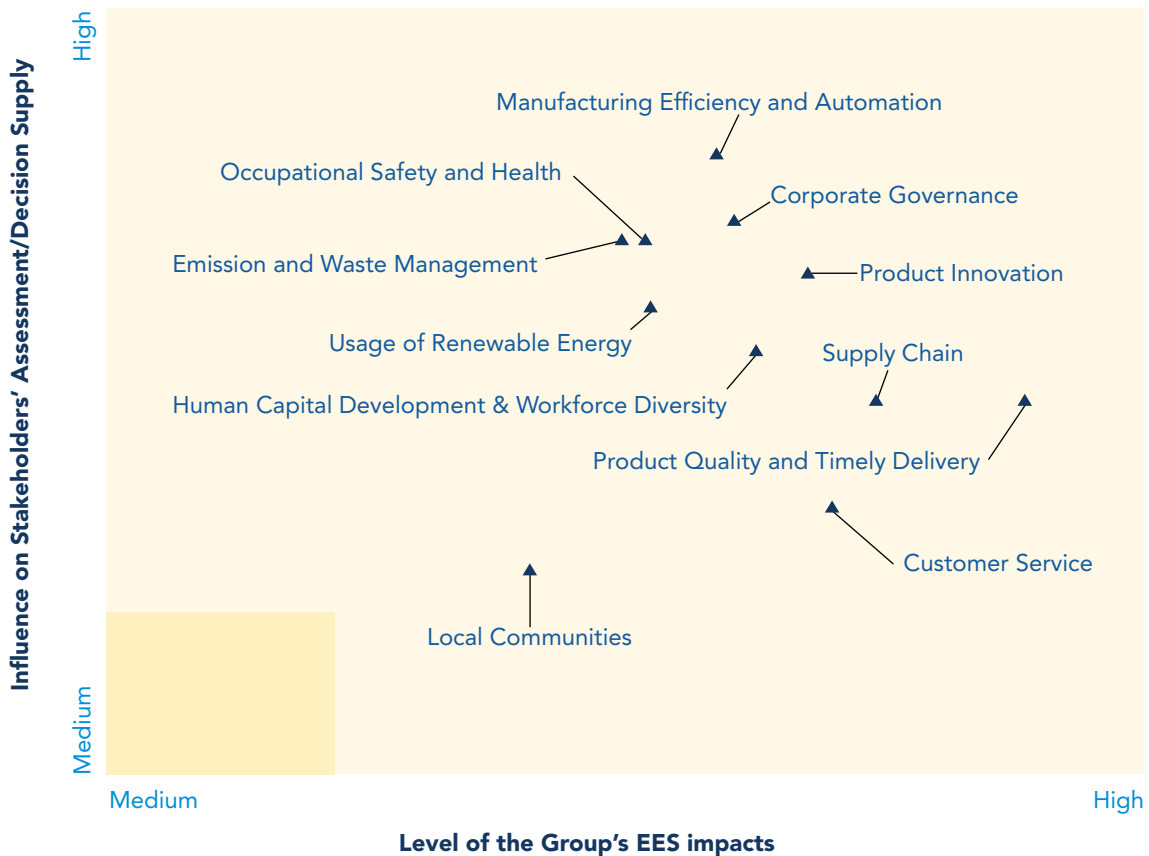 High
Influence on Stakeholders’ Assessment/Decision Supply
Medium
Manufacturing Efficiency and Automation
Occupational Safety and Health
Corporate Governance
Emission and Waste Management
Product Innovation
Usage of Renewable Energy
Supply Chain
Human Capital Development & Workforce Diversity
Product Quality and Timely Delivery
Customer Service
Local Communities
Medium
High
Level of the Group’s EES impacts